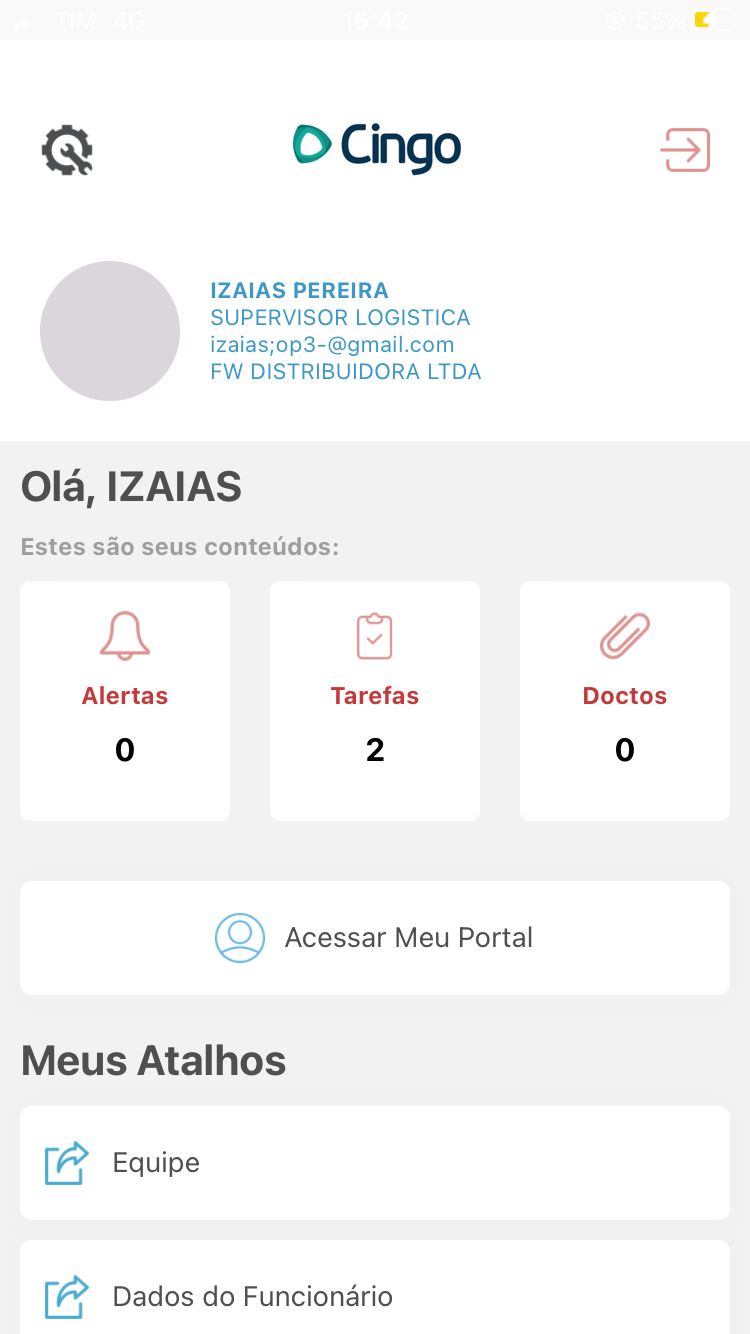 TIM 4G 16:42 55%
Cingo
IZAIAS PEREIRA
SUPERVISOR LOGISTICA
izaias;op3-@gmail.com
FW DISTRIBUIDORA LTDA
Olá, IZAIAS
Estes são seus conteúdos:
Alertas Tarefas Doctos
0 2 0
Acessar Meu Portal
Meus Atalhos
Equipe
Dados do Funcionário